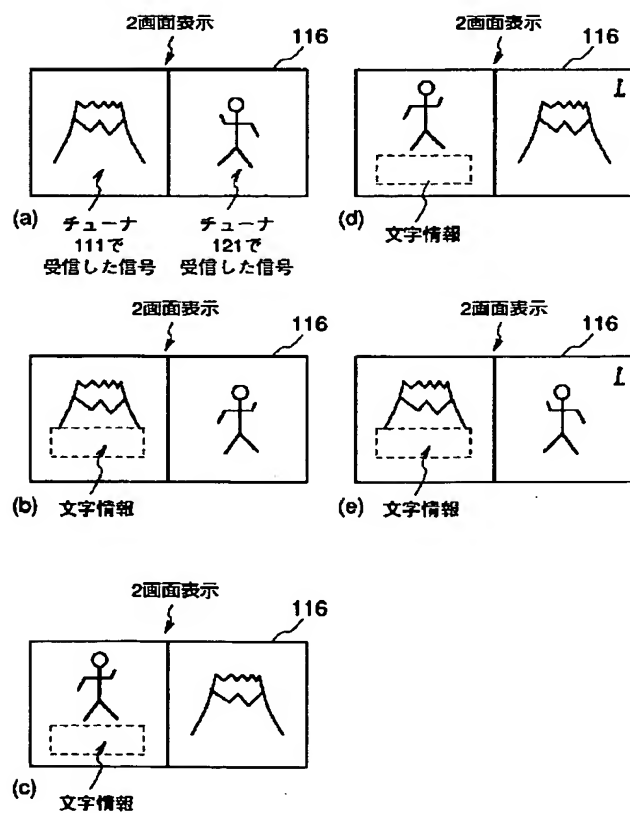 2画面表示
116
(a)
チューナ
111で
受信した信号
チューナ
121で
受信した信号
2画面表示
116
(b)
文字情報
2画面表示
116
(c)
文字情報
2画面表示
116
L
(d)
文字情報
2画面表示
116
L
(e)
文字情報